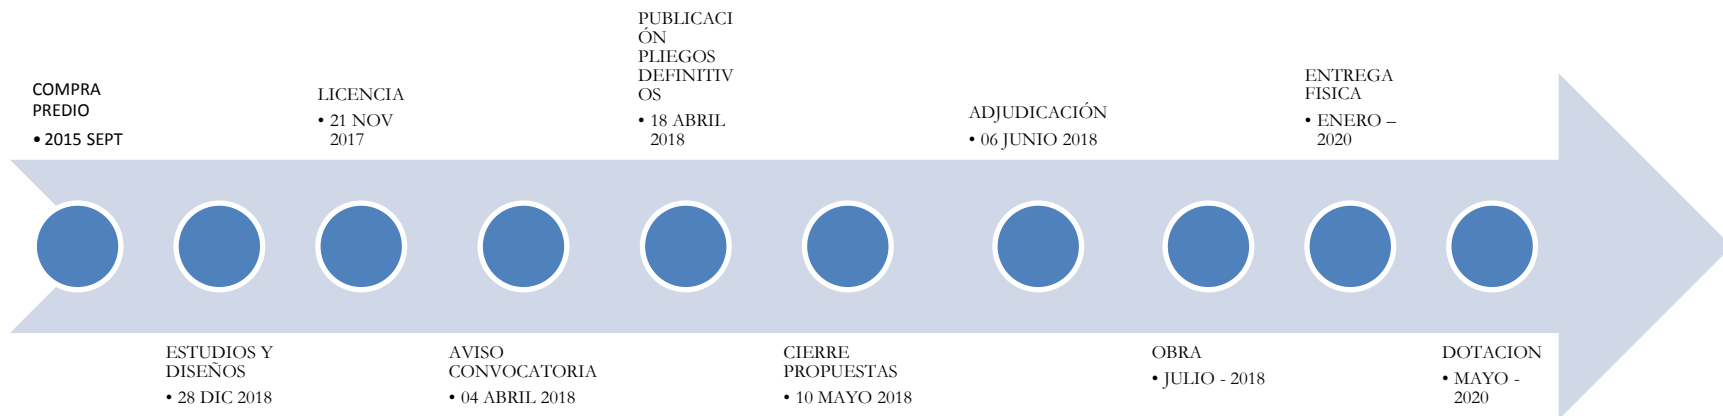 COMPRA
PREDIO
• 2015 SEPT
ESTUDIOS Y
DISEÑOS
• 28 DIC 2018
LICENCIA
• 21 NOV
2017
AVISO
CONVOCATORIA
• 04 ABRIL 2018
PUBLICACI
ÓN
PLIEGOS
DEFINITIV
OS
• 18 ABRIL
2018
CIERRE
PROPUESTAS
• 10 MAYO 2018
ADJUDICACIÓN
• 06 JUNIO 2018
OBRA
• JULIO - 2018
ENTREGA
FISICA
• ENERO –
2020
DOTACION
• MAYO -
2020